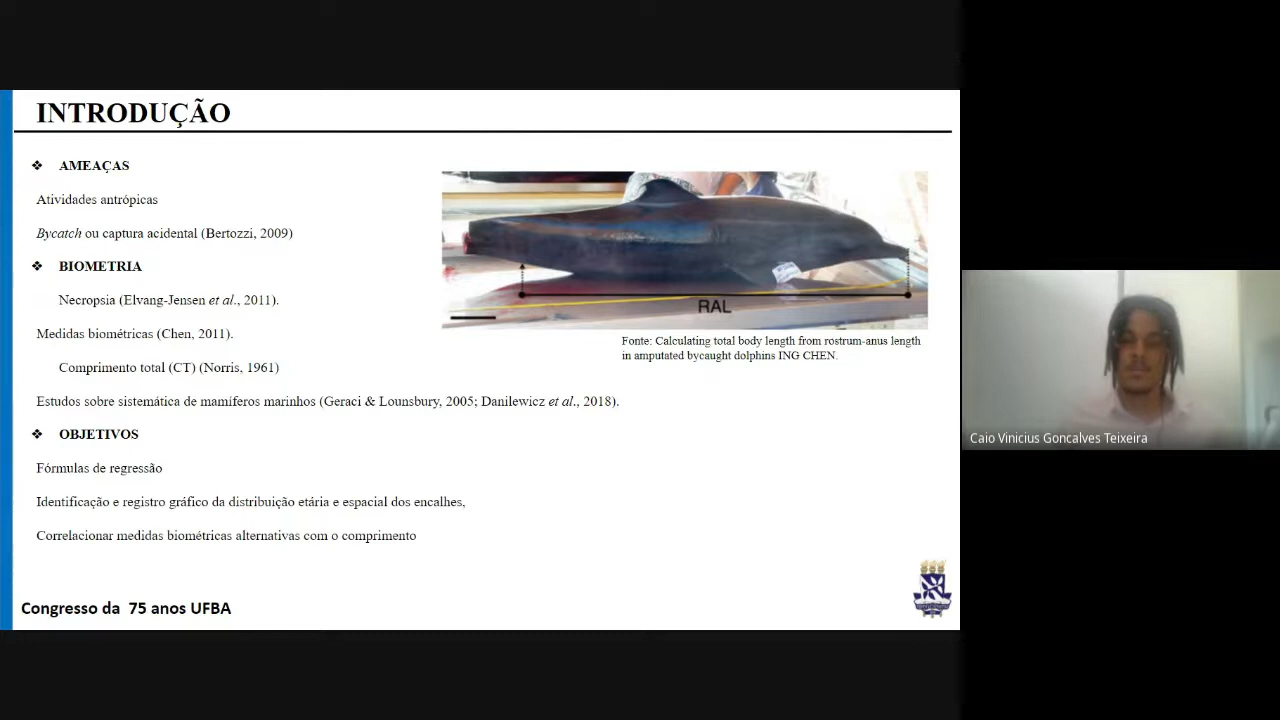 INTRODUÇÃO
❖ AMEAÇAS
Atividades antrópicas
Bycatch ou captura acidental (Bertozzi, 2009)
❖ BIOMETRIA
Necropsia (Elvang-Jensen et al., 2011).
Medidas biométricas (Chen, 2011).
Comprimento total (CT) (Norris, 1961)
Estudos sobre sistemática de mamíferos marinhos (Geraci & Lounsbury, 2005; Danilewicz et al., 2018).
❖ OBJETIVOS
Fórmulas de regressão
Identificação e registro gráfico da distribuição etária e espacial dos encalhes,
Correlacionar medidas biométricas alternativas com o comprimento
RAL
Fonte: Calculating total body length from rostrum-anus length
in amputated bycaught dolphins ING CHEN.
Congresso da 75 anos UFBA
Caio Vinicius Goncalves Teixeira